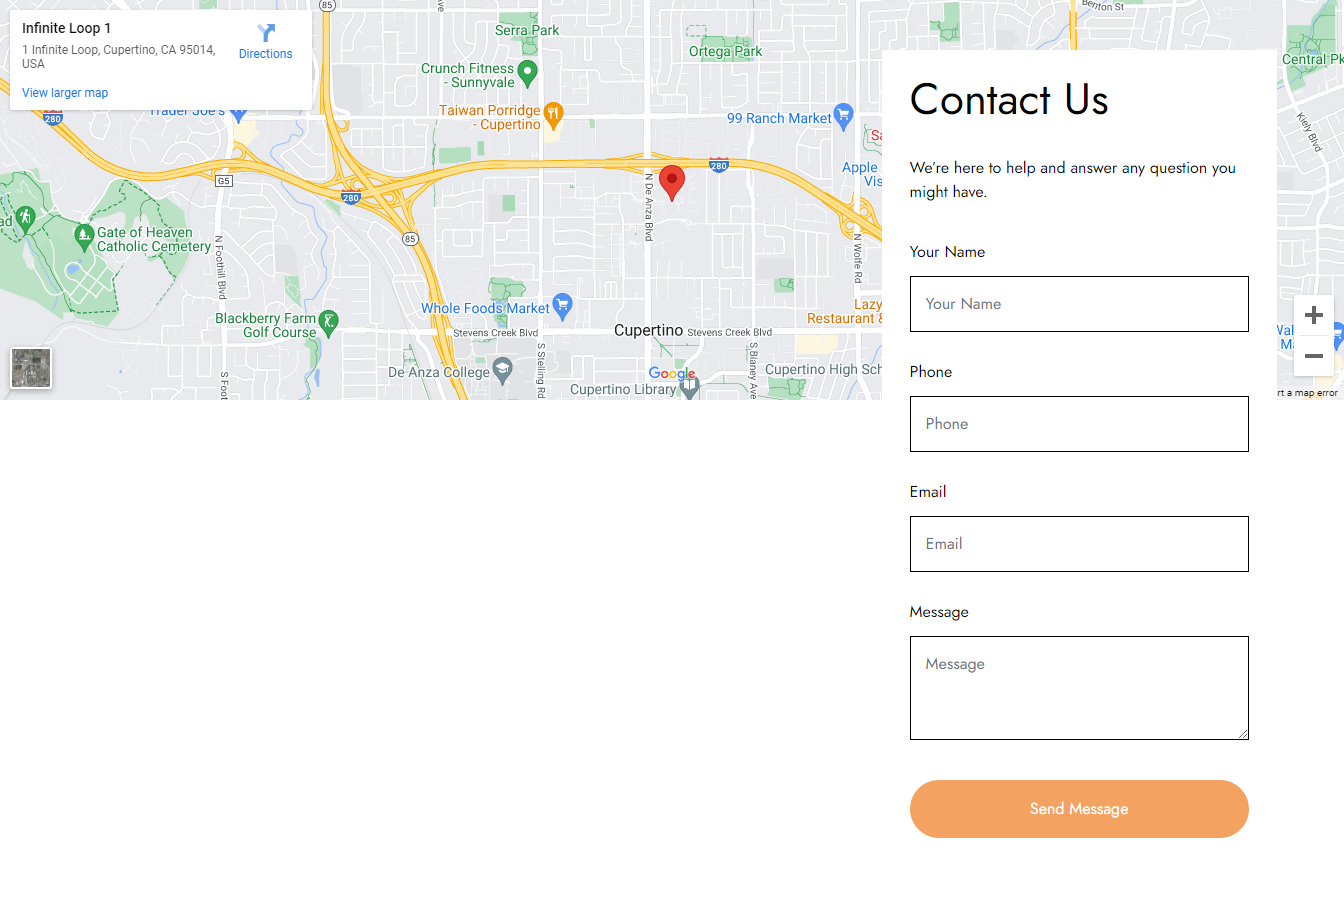 Infinite Loop 1
1 Infinite Loop, Cupertino, CA 95014,
USA
Directions
View larger map
85
Serra Park
Ortega Park
Benton St
Central Pk
Crunch Fitness
- Sunnyvale
Taiwan Porridge
- Cupertino
99 Ranch Market
Trader Joe's
280
Kiely Blvd
Apple
280
G5
280
N De Anza Blvd
Gate of Heaven
Catholic Cemetery
85
N Foothill Blvd
N Wolfe Rd
Whole Foods Market
Lazy
Restaurant &
Blackberry Farm
Golf Course
Stevens Creek Blvd
Cupertino
Stevens Creek Blvd
S Stelling Rd
S Blaney Ave
De Anza College
Google
Cupertino High Sch
Cupertino Library
S Foot
rt a map error
Contact Us
We're here to help and answer any question you
might have.
Your Name
Your Name
Phone
Phone
Email
Email
Message
Message
Send Message